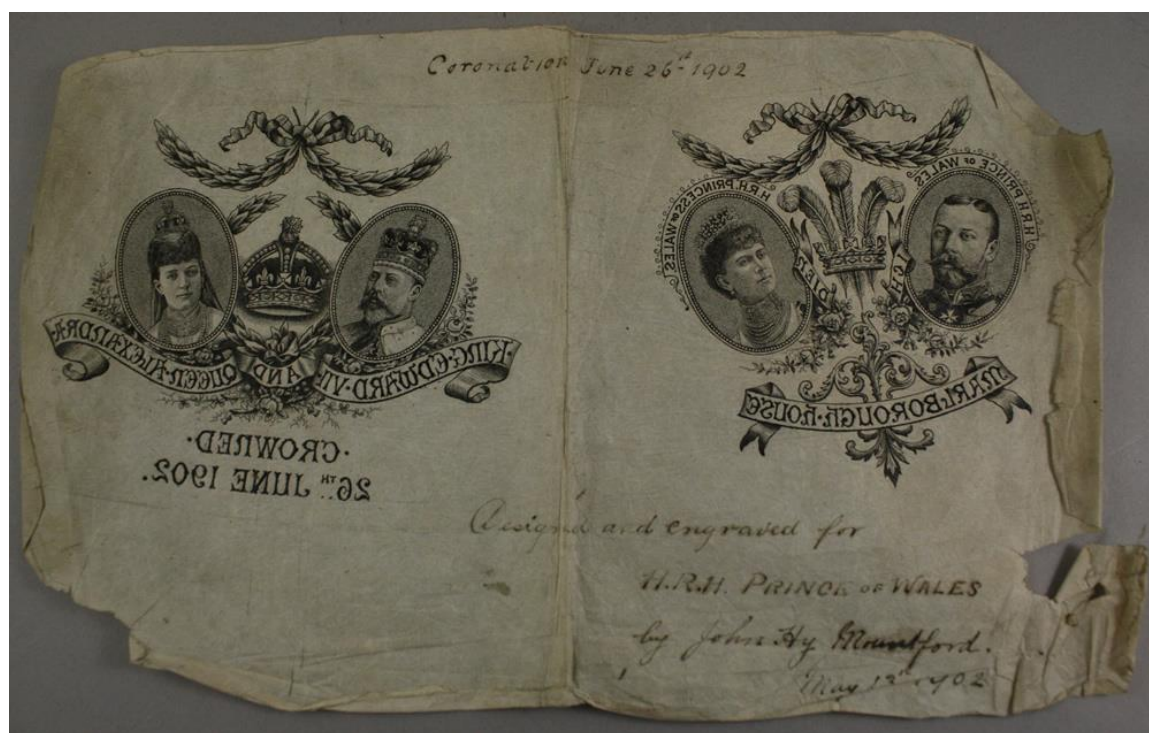 Coronation June 26th 1902
H.R.H. PRINCESS OF WALES
H.R.H. PRINCE OF WALES
ICH DIEN
KING·EDWARD·VII·AND QUEEN·ALEXANDRA·
MARLBOROUGH·HOUSE
·CROWNED·
26TH JUNE 1902.
Designed and engraved for
H.R.H. PRINCE OF WALES
by John Hy Mountford.
May 13th 1902